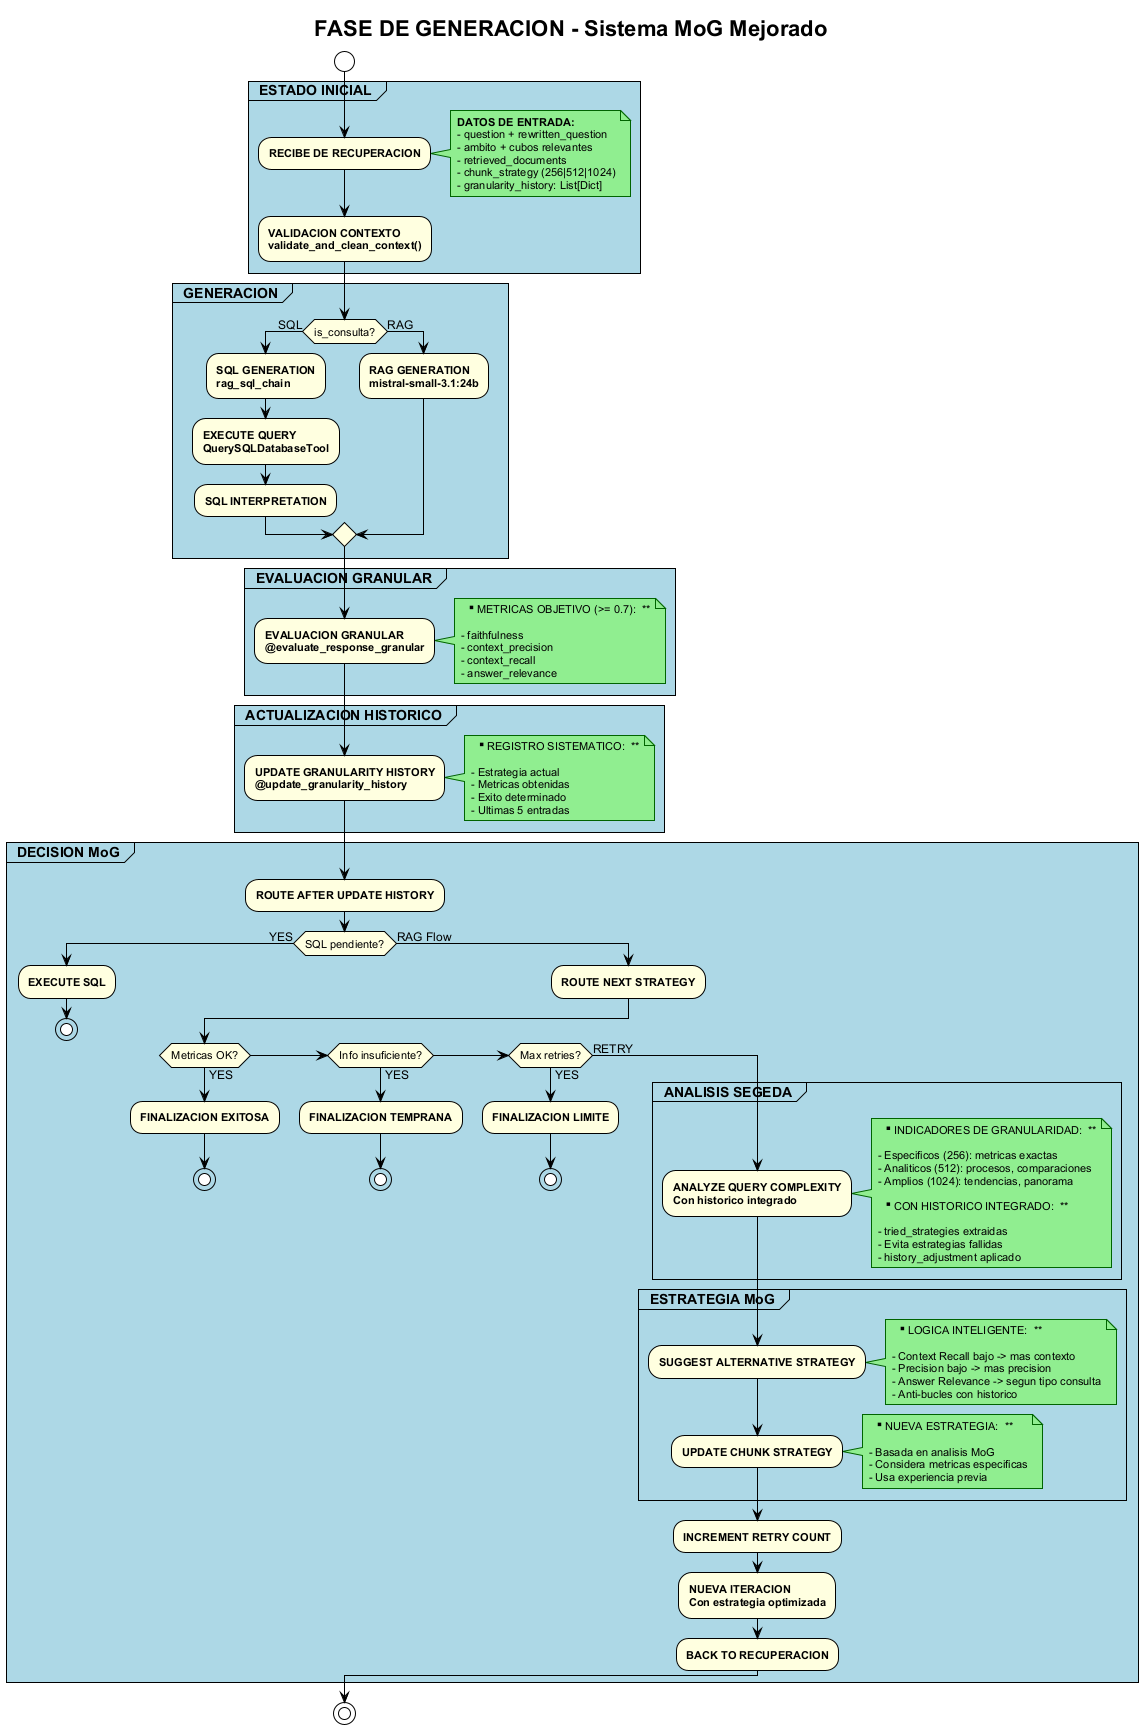 FASE DE GENERACION - Sistema MoG Mejorado
ESTADO INICIAL
RECIBE DE RECUPERACION
DATOS DE ENTRADA:
- question + rewritten_question
- ambito + cubos relevantes
- retrieved_documents
- chunk_strategy (256|512|1024)
- granularity_history: List[Dict]
VALIDACION CONTEXTO
validate_and_clean_context()
GENERACION
is_consulta?
SQL
RAG
SQL GENERATION
rag_sql_chain
RAG GENERATION
mistral-small-3.1:24b
EXECUTE QUERY
QuerySQLDatabaseTool
SQL INTERPRETATION
EVALUACION GRANULAR
EVALUACION GRANULAR
@evaluate_response_granular
▪ METRICAS OBJETIVO (>= 0.7): **
- faithfulness
- context_precision
- context_recall
- answer_relevance
ACTUALIZACION HISTORICO
UPDATE GRANULARITY HISTORY
@update_granularity_history
▪ REGISTRO SISTEMATICO: **
- Estrategia actual
- Metricas obtenidas
- Exito determinado
- Ultimas 5 entradas
DECISION MoG
ROUTE AFTER UPDATE HISTORY
SQL pendiente?
YES
RAG Flow
EXECUTE SQL
ROUTE NEXT STRATEGY
Metricas OK?
Info insuficiente?
Max retries?
RETRY
YES
YES
YES
FINALIZACION EXITOSA
FINALIZACION TEMPRANA
FINALIZACION LIMITE
ANALISIS SEGEDA
ANALYZE QUERY COMPLEXITY
Con historico integrado
▪ INDICADORES DE GRANULARIDAD: **
- Especificos (256): metricas exactas
- Analiticos (512): procesos, comparaciones
- Amplios (1024): tendencias, panorama
▪ CON HISTORICO INTEGRADO: **
- tried_strategies extraidas
- Evita estrategias fallidas
- history_adjustment aplicado
ESTRATEGIA MoG
SUGGEST ALTERNATIVE STRATEGY
▪ LOGICA INTELIGENTE: **
- Context Recall bajo -> mas contexto
- Precision bajo -> mas precision
- Answer Relevance -> segun tipo consulta
- Anti-bucles con historico
UPDATE CHUNK STRATEGY
▪ NUEVA ESTRATEGIA: **
- Basada en analisis MoG
- Considera metricas especificas
- Usa experiencia previa
INCREMENT RETRY COUNT
NUEVA ITERACION
Con estrategia optimizada
BACK TO RECUPERACION